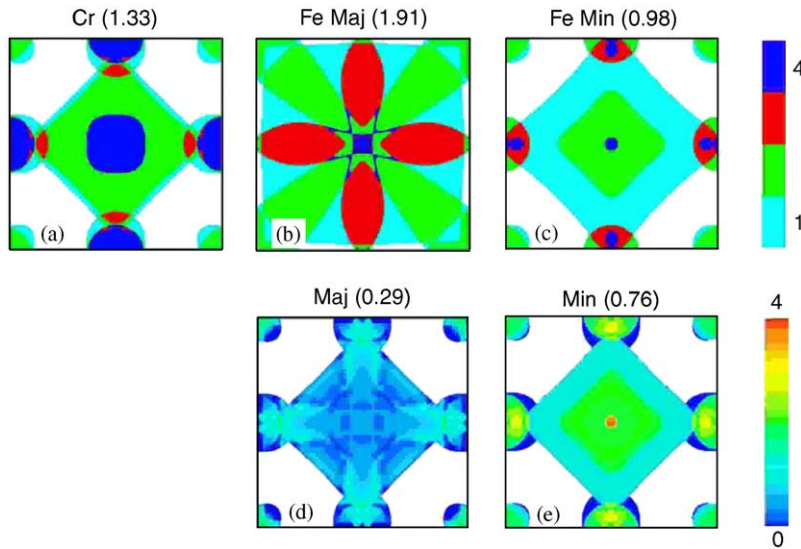 Cr (1.33) Fe Maj (1.91) Fe Min (0.98)
4
1
(a) (b) (c)
Maj (0.29) Min (0.76)
4
(d) (e)
0